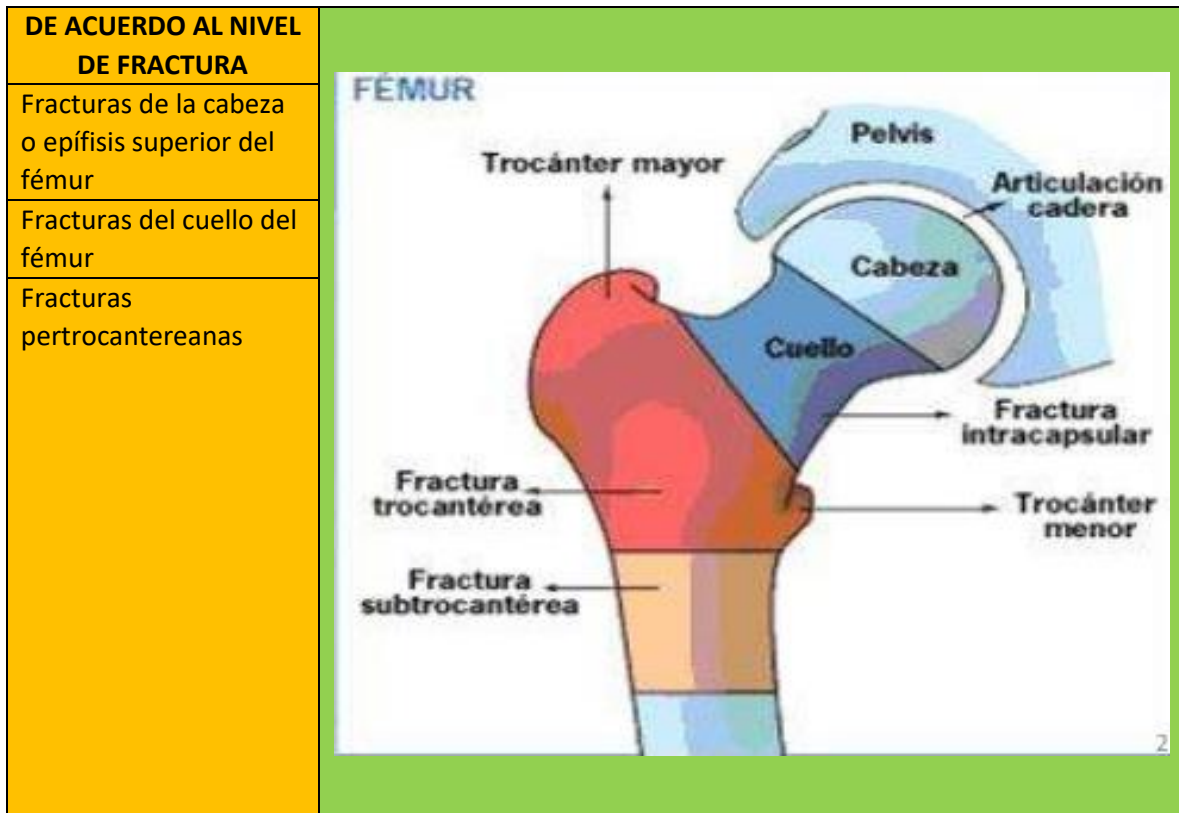 DE ACUERDO AL NIVEL
DE FRACTURA
Fracturas de la cabeza
o epífisis superior del
fémur
Fracturas del cuello del
fémur
Fracturas
pertrocantereanas
FÉMUR
Pelvis
Trocánter mayor
Articulación
cadera
Cabeza
Cuello
Fractura
intracapsular
Fractura
trocantérea
Trocánter
menor
Fractura
subtrocantérea
2